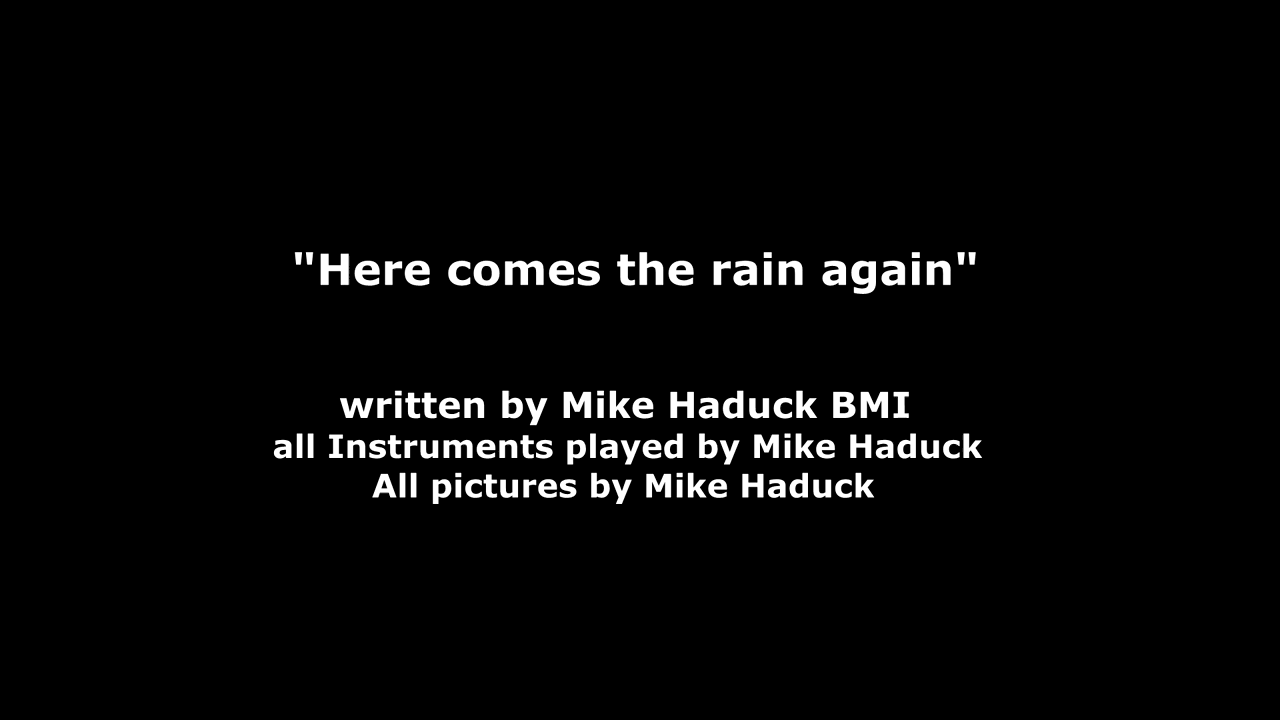 "Here comes the rain again"
written by Mike Haduck BMI
all Instruments played by Mike Haduck
All pictures by Mike Haduck